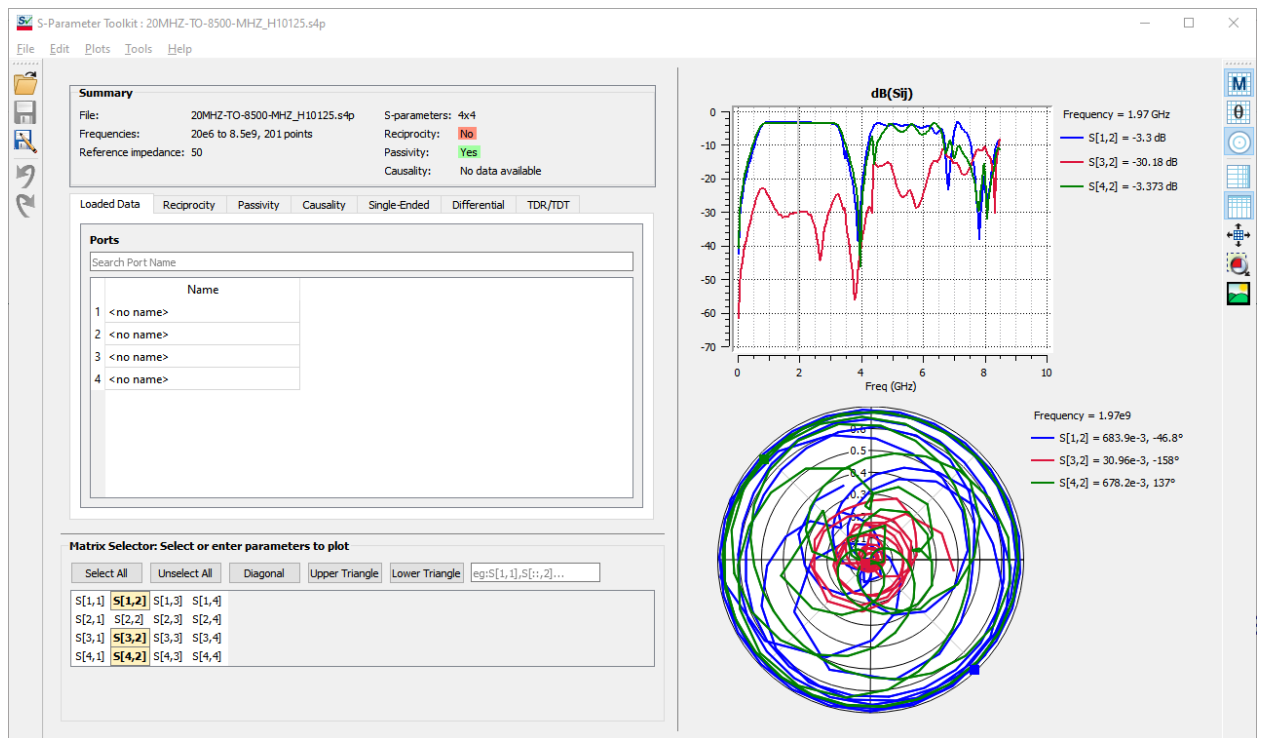 S-Parameter Toolkit : 20MHZ-TO-8500-MHZ_H10125.s4p
File Edit Plots Tools Help
Summary
File: 20MHZ-TO-8500-MHZ_H10125.s4p S-parameters: 4x4
Frequencies: 20e6 to 8.5e9, 201 points Reciprocity: No
Reference impedance: 50 Passivity: Yes
Causality: No data available
Loaded Data Reciprocity Passivity Causality Single-Ended Differential TDR/TDT
Ports
Search Port Name
Name
1 <no name>
2 <no name>
3 <no name>
4 <no name>
Matrix Selector: Select or enter parameters to plot
Select All Unselect All Diagonal Upper Triangle Lower Triangle eg:S[1,1],S[::,2]...
S[1,1] S[1,2] S[1,3] S[1,4]
S[2,1] S[2,2] S[2,3] S[2,4]
S[3,1] S[3,2] S[3,3] S[3,4]
S[4,1] S[4,2] S[4,3] S[4,4]
dB(Sij)
0
-10
-20
-30
-40
-50
-60
-70
0 2 4 6 8 10
Freq (GHz)
Frequency = 1.97 GHz
S[1,2] = -3.3 dB
S[3,2] = -30.18 dB
S[4,2] = -3.373 dB
0.5
0.4
0.3
Frequency = 1.97e9
S[1,2] = 683.9e-3, -46.8°
S[3,2] = 30.96e-3, -158°
S[4,2] = 678.2e-3, 137°
M
θ